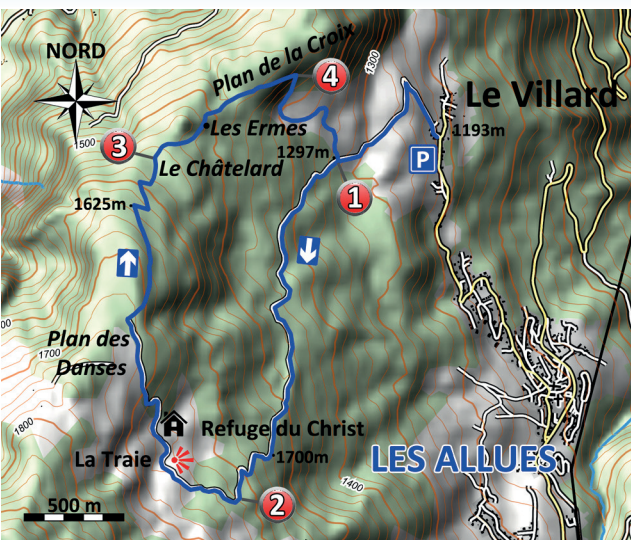 NORD
Plan de la Croix
1300
4
Le Villard
1193m
Les Ermes
1500
3
1297m
P
Le Châtelard
1
1625m
Plan des
Danses
00
1700
1800
Refuge du Christ
La Traie
1700m
LES ALLUES
1400
500 m
2